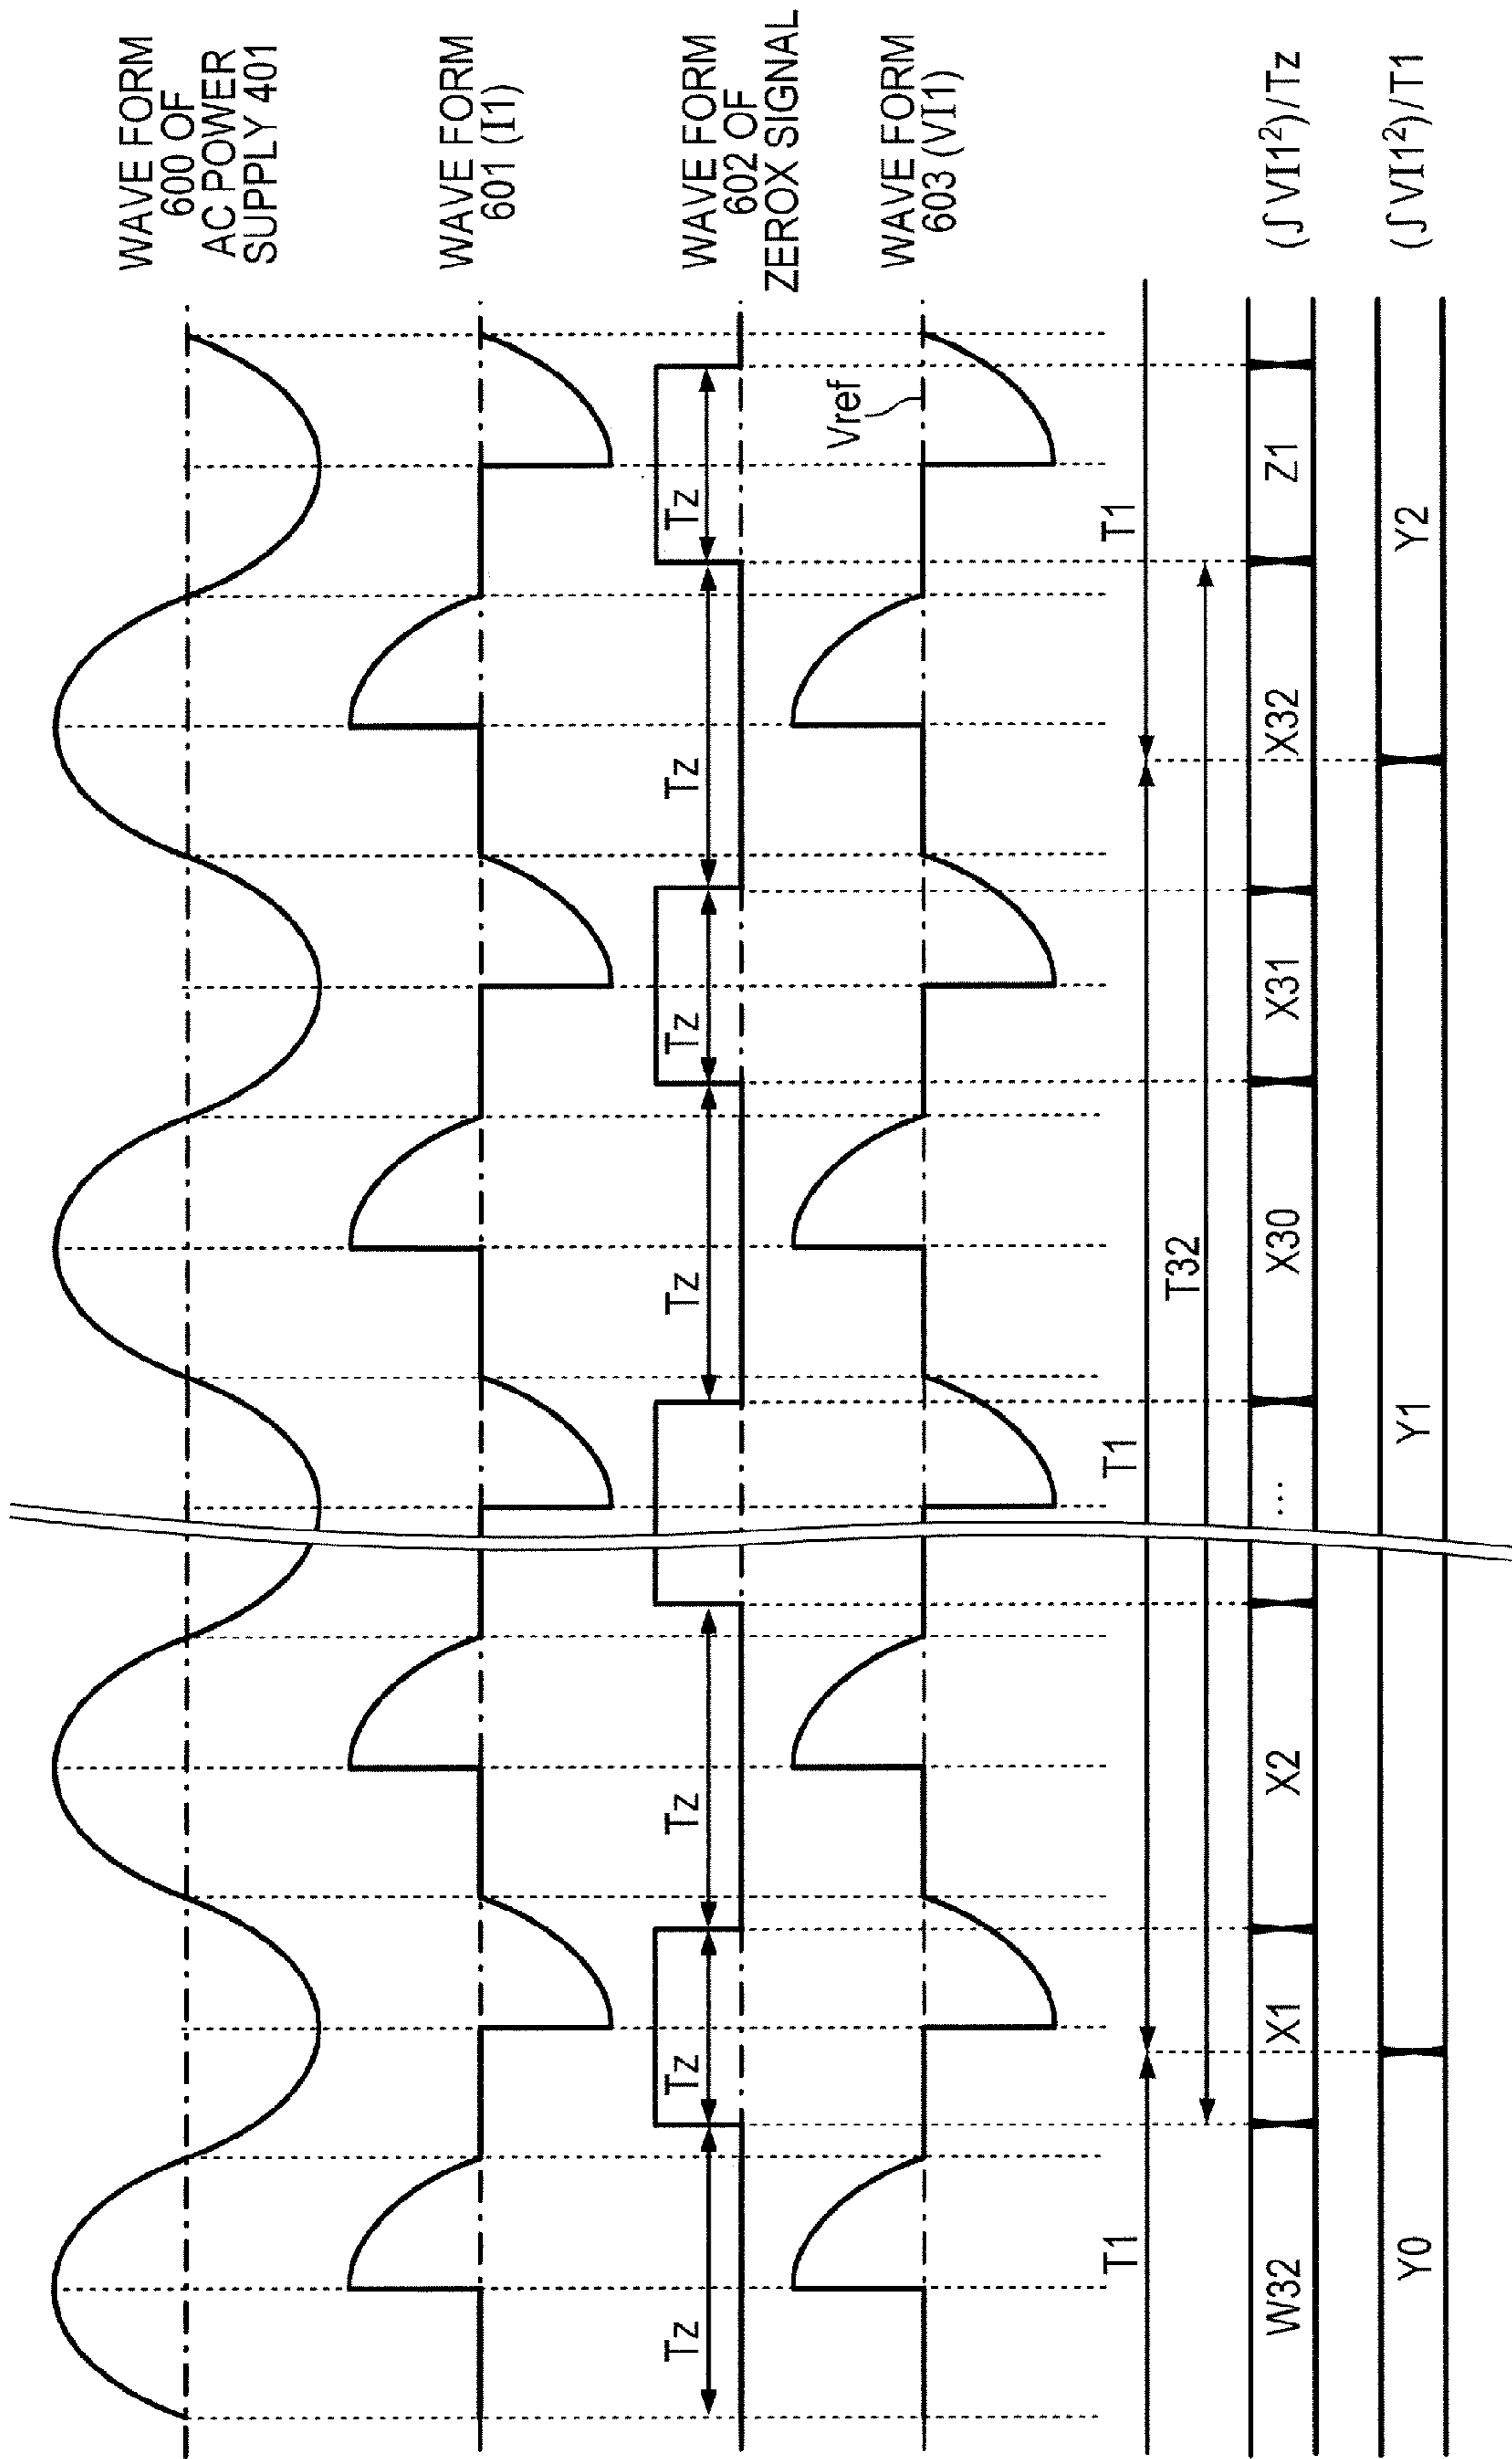 WAVE FORM
600 OF
AC POWER
SUPPLY 401
WAVE FORM
601 (I1)
Tz Tz Tz Tz Tz Tz Tz
WAVE FORM
602 OF
ZEROX SIGNAL
Vref
WAVE FORM
603 (VI1)
T1 T1 T1
T32
W32 X1 X2 ... X30 X31 X32 Z1 (∫VI1²)/Tz
Y0 Y1 Y2 (∫VI1²)/T1